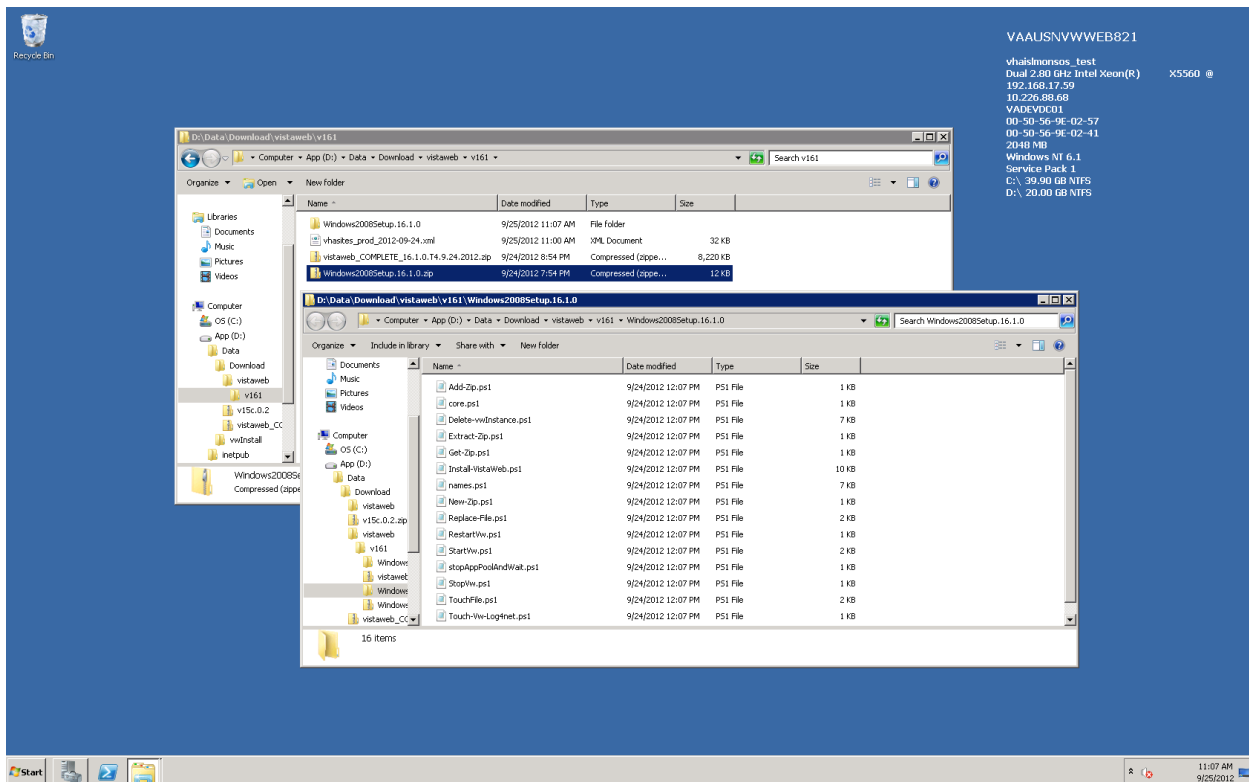 Recycle Bin
VAAUSNVWWEB821
vhaislmonsos_test
Dual 2.80 GHz Intel Xeon(R) X5560 @
192.168.17.59
10.226.88.68
VADEVDC01
00-50-56-9E-02-57
00-50-56-9E-02-41
2048 MB
Windows NT 6.1
Service Pack 1
C:\ 39.90 GB NTFS
D:\ 20.00 GB NTFS
D:\Data\Download\vistaweb\v161
Computer App (D:) Data Download vistaweb v161
Search v161
Organize Open New folder
Name Date modified Type Size
Windows2008Setup.16.1.0 9/25/2012 11:07 AM File folder
vhasites_prod_2012-09-24.xml 9/25/2012 11:00 AM XML Document 32 KB
vistaweb_COMPLETE_16.1.0.T4.9.24.2012.zip 9/24/2012 8:54 PM Compressed (zippe... 8,220 KB
Windows2008Setup.16.1.0.zip 9/24/2012 7:54 PM Compressed (zippe... 12 KB
Libraries
Documents
Music
Pictures
Videos
Computer
OS (C:)
App (D:)
Data
Download
vistaweb
v161
v15c.0.2
vistaweb_CC
vwInstall
inetpub
Windows2008Se
Compressed (zippe
D:\Data\Download\vistaweb\v161\Windows2008Setup.16.1.0
Computer App (D:) Data Download vistaweb v161 Windows2008Setup.16.1.0
Search Windows2008Setup.16.1.0
Organize Include in library Share with New folder
Documents
Music
Pictures
Videos
Computer
OS (C:)
App (D:)
Data
Download
vistaweb
v15c.0.2.zip
vistaweb
v161
Windows
vistaweb
Windows
Windows
vistaweb_CC
Name Date modified Type Size
Add-Zip.ps1 9/24/2012 12:07 PM PS1 File 1 KB
core.ps1 9/24/2012 12:07 PM PS1 File 1 KB
Delete-vwInstance.ps1 9/24/2012 12:07 PM PS1 File 7 KB
Extract-Zip.ps1 9/24/2012 12:07 PM PS1 File 1 KB
Get-Zip.ps1 9/24/2012 12:07 PM PS1 File 1 KB
Install-VistaWeb.ps1 9/24/2012 12:07 PM PS1 File 10 KB
names.ps1 9/24/2012 12:07 PM PS1 File 7 KB
New-Zip.ps1 9/24/2012 12:07 PM PS1 File 1 KB
Replace-File.ps1 9/24/2012 12:07 PM PS1 File 2 KB
RestartVw.ps1 9/24/2012 12:07 PM PS1 File 1 KB
StartVw.ps1 9/24/2012 12:07 PM PS1 File 2 KB
stopAppPoolAndWait.ps1 9/24/2012 12:07 PM PS1 File 1 KB
StopVw.ps1 9/24/2012 12:07 PM PS1 File 1 KB
TouchFile.ps1 9/24/2012 12:07 PM PS1 File 2 KB
Touch-Vw-Log4net.ps1 9/24/2012 12:07 PM PS1 File 1 KB
16 items
Start
11:07 AM
9/25/2012